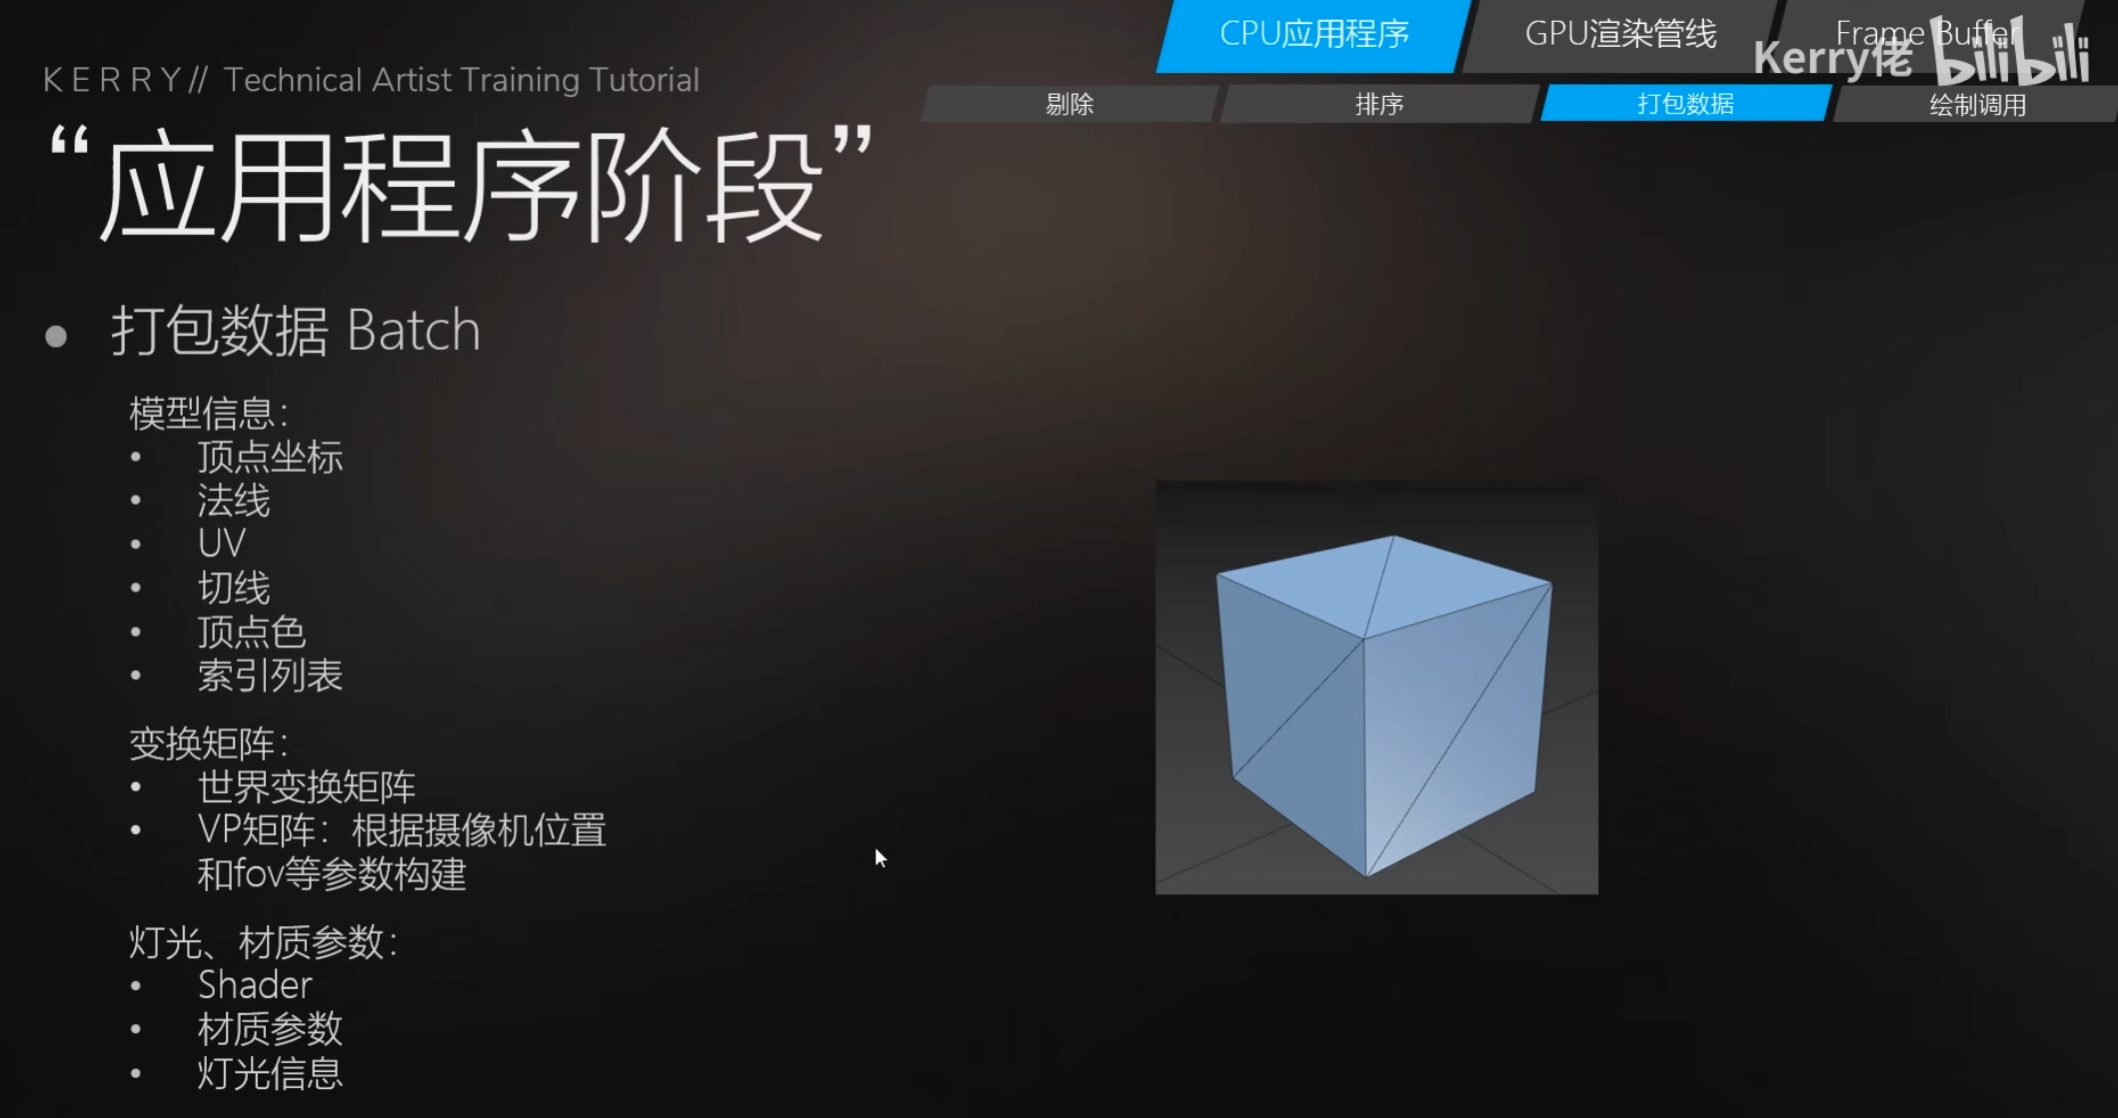 CPU应用程序
GPU渲染管线
Frame Buffer
Kerry佬 bilibili
KERRY// Technical Artist Training Tutorial
剔除
排序
打包数据
绘制调用
“应用程序阶段”
● 打包数据 Batch
模型信息：
• 顶点坐标
• 法线
• UV
• 切线
• 顶点色
• 索引列表
变换矩阵：
• 世界变换矩阵
• VP矩阵：根据摄像机位置
和fov等参数构建
灯光、材质参数：
• Shader
• 材质参数
• 灯光信息